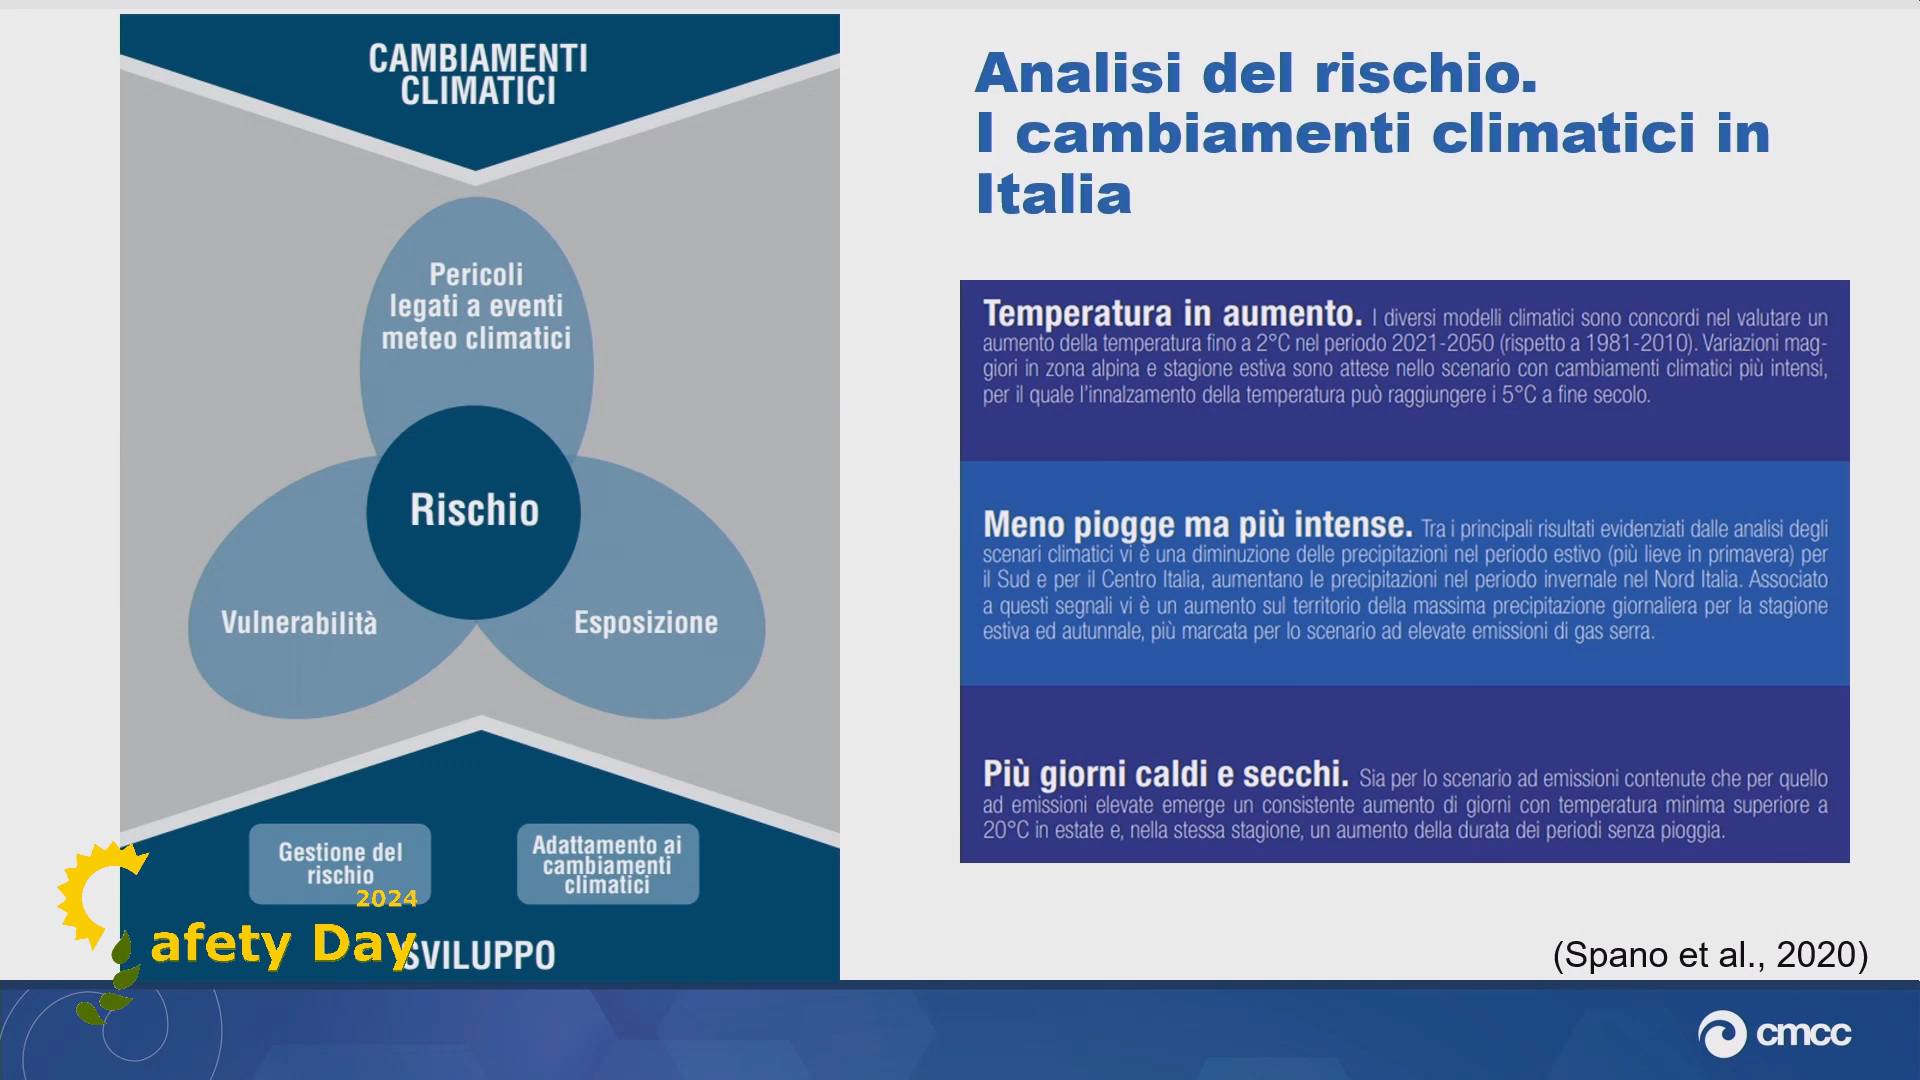 CAMBIAMENTI
CLIMATICI
Pericoli
legati a eventi
meteo climatici
Rischio
Vulnerabilità
Esposizione
Gestione del
rischio
Adattamento ai
cambiamenti
climatici
SVILUPPO
2024
afety Day
Analisi del rischio.
I cambiamenti climatici in
Italia
Temperatura in aumento. I diversi modelli climatici sono concordi nel valutare un
aumento della temperatura fino a 2°C nel periodo 2021-2050 (rispetto a 1981-2010). Variazioni mag-
giori in zona alpina e stagione estiva sono attese nello scenario con cambiamenti climatici più intensi,
per il quale l'innalzamento della temperatura può raggiungere i 5°C a fine secolo.
Meno piogge ma più intense. Tra i principali risultati evidenziati dalle analisi degli
scenari climatici vi è una diminuzione delle precipitazioni nel periodo estivo (più lieve in primavera) per
il Sud e per il Centro Italia, aumentano le precipitazioni nel periodo invernale nel Nord Italia. Associato
a questi segnali vi è un aumento sul territorio della massima precipitazione giornaliera per la stagione
estiva ed autunnale, più marcata per lo scenario ad elevate emissioni di gas serra.
Più giorni caldi e secchi. Sia per lo scenario ad emissioni contenute che per quello
ad emissioni elevate emerge un consistente aumento di giorni con temperatura minima superiore a
20°C in estate e, nella stessa stagione, un aumento della durata dei periodi senza pioggia.
(Spano et al., 2020)
cmcc